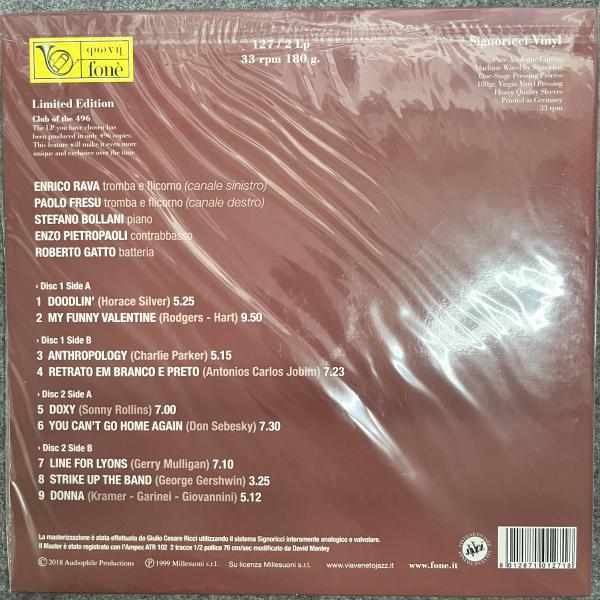 φωνή
fonè
127 / 2 Lp
33 rpm 180 g.
Signoricci Vinyl
Pure Analogue Cutting
Machine Wired by Signoricci
One-Stage Pressing Process
180gr. Virgin Vinyl Pressing
Heavy Quality Sleeves
Printed in Germany
33 rpm
Limited Edition
Club of the 496
The LP you have chosen has
been produced in only 496 copies.
This feature will make it even more
unique and exclusive over the time.
ENRICO RAVA tromba e flicorno (canale sinistro)
PAOLO FRESU tromba e flicorno (canale destro)
STEFANO BOLLANI piano
ENZO PIETROPAOLI contrabbasso
ROBERTO GATTO batteria
› Disc 1 Side A
1 DOODLIN' (Horace Silver) 5.25
2 MY FUNNY VALENTINE (Rodgers - Hart) 9.50
› Disc 1 Side B
3 ANTHROPOLOGY (Charlie Parker) 5.15
4 RETRATO EM BRANCO E PRETO (Antonios Carlos Jobim) 7.23
› Disc 2 Side A
5 DOXY (Sonny Rollins) 7.00
6 YOU CAN'T GO HOME AGAIN (Don Sebesky) 7.30
› Disc 2 Side B
7 LINE FOR LYONS (Gerry Mulligan) 7.10
8 STRIKE UP THE BAND (George Gershwin) 3.25
9 DONNA (Kramer - Garinei - Giovannini) 5.12
La masterizzazione è stata effettuata da Giulio Cesare Ricci utilizzando il sistema Signoricci interamente analogico e valvolare.
Il Master è stato registrato con l'Ampex ATR 102 2 tracce 1/2 pollice 76 cm/sec modificato da David Manley
© 2018 Audiophile Productions
℗ 1999 Millesuoni s.r.l.
Su licenza Millesuoni s.r.l.
www.viavenetojazz.it
www.fone.it
JAZZ
8012871012718